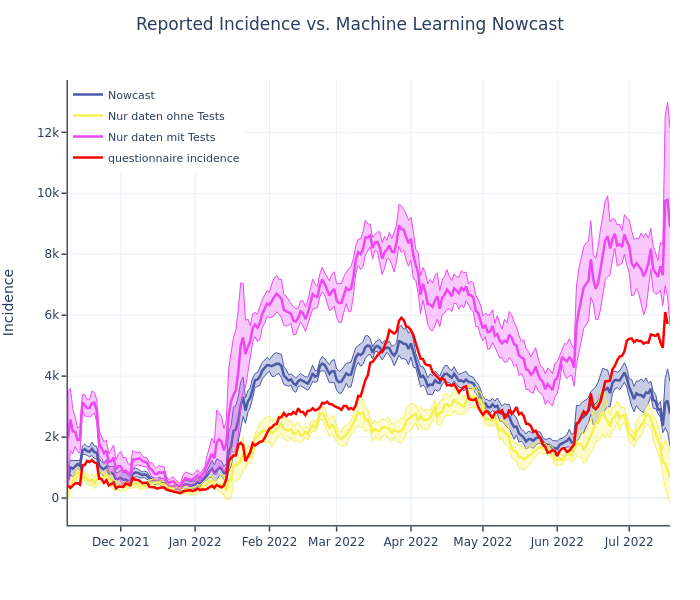 Reported Incidence vs. Machine Learning Nowcast
Nowcast
Nur daten ohne Tests
Nur daten mit Tests
questionnaire incidence
12k
10k
8k
6k
4k
2k
0
Incidence
Dec 2021
Jan 2022
Feb 2022
Mar 2022
Apr 2022
May 2022
Jun 2022
Jul 2022